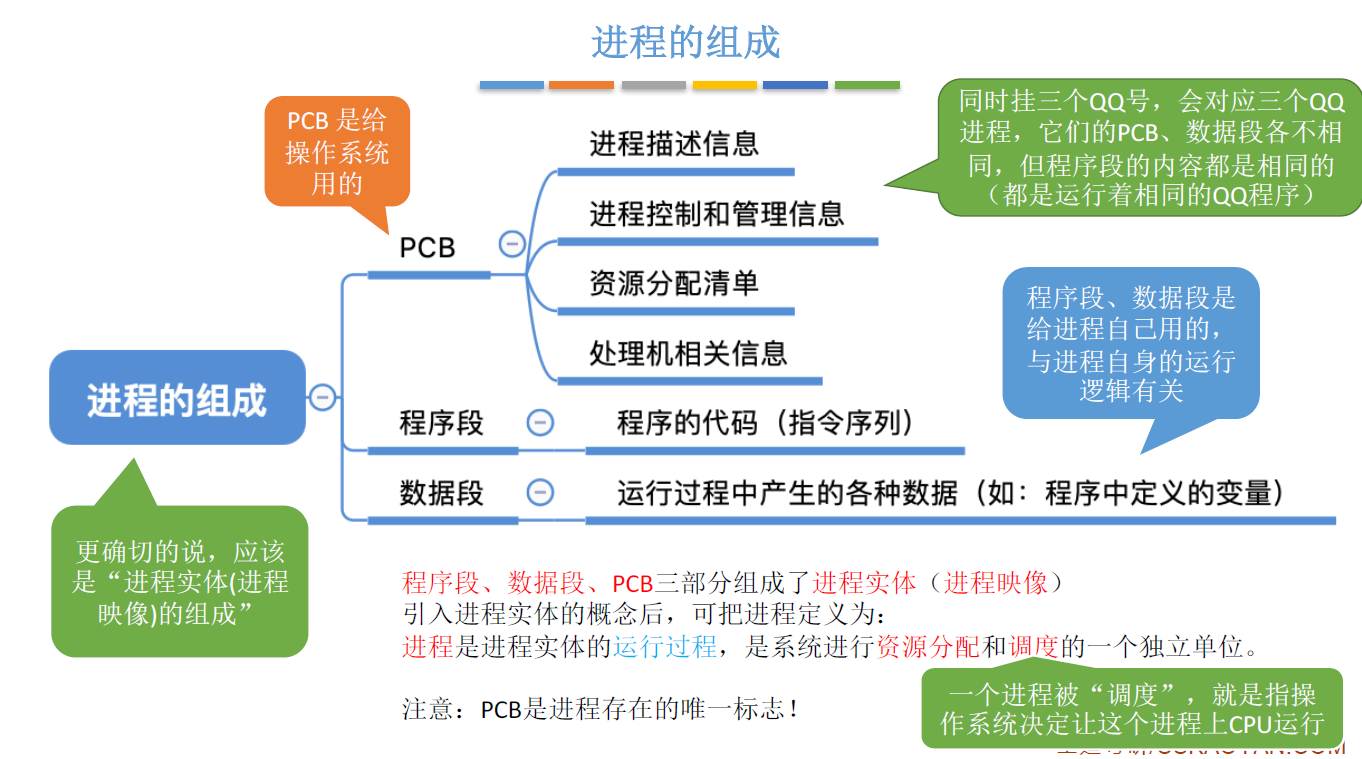 进程的组成
同时挂三个QQ号，会对应三个QQ
进程，它们的PCB、数据段各不相
同，但程序段的内容都是相同的
（都是运行着相同的QQ程序）
PCB 是给
操作系统
用的
进程描述信息
进程控制和管理信息
PCB
资源分配清单
处理机相关信息
程序段、数据段是
给进程自己用的，
与进程自身的运行
逻辑有关
进程的组成
程序段
程序的代码（指令序列）
数据段
运行过程中产生的各种数据（如：程序中定义的变量）
更确切的说，应该
是“进程实体(进程
映像)的组成”
程序段、数据段、PCB三部分组成了进程实体（进程映像）
引入进程实体的概念后，可把进程定义为：
进程是进程实体的运行过程，是系统进行资源分配和调度的一个独立单位。
一个进程被“调度”，就是指操
作系统决定让这个进程上CPU运行
注意：PCB是进程存在的唯一标志！